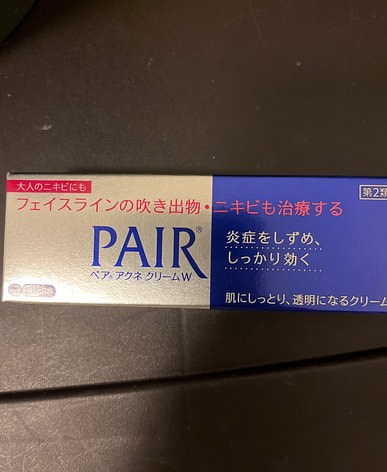 大人のニキビにも
フェイスラインの吹き出物・ニキビも治療する
第2類
PAIR®
ペア®アクネクリームW
炎症をしずめ、
しっかり効く
肌にしっとり、透明になるクリーム